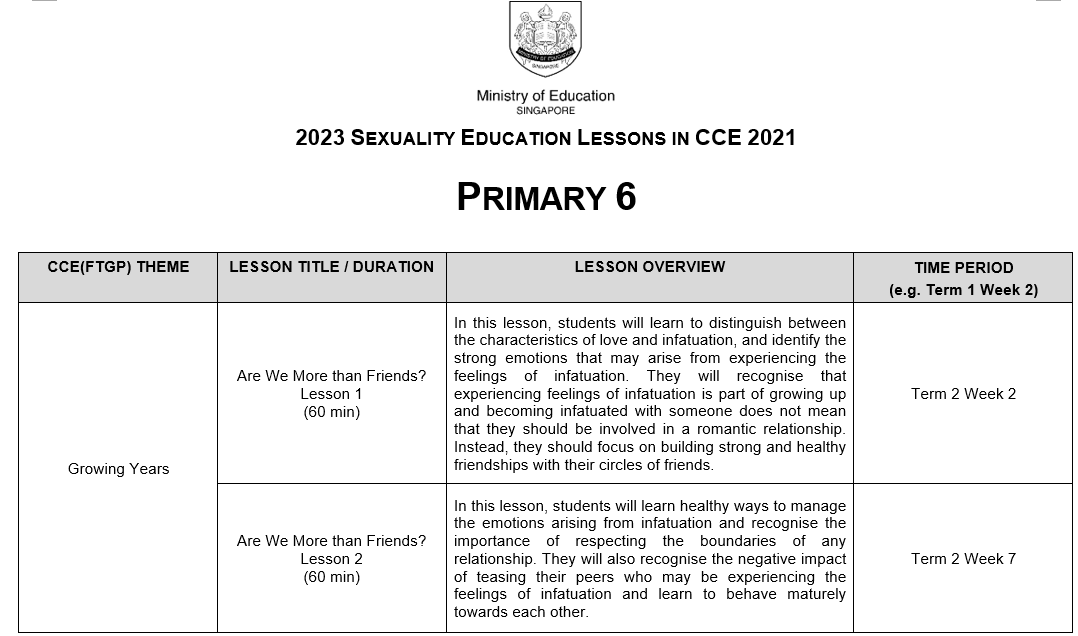 MINISTRY OF EDUCATION
SINGAPORE
Ministry of Education
SINGAPORE
2023 SEXUALITY EDUCATION LESSONS IN CCE 2021
PRIMARY 6
CCE(FTGP) THEME
LESSON TITLE / DURATION
LESSON OVERVIEW
TIME PERIOD
(e.g. Term 1 Week 2)
Growing Years
Are We More than Friends?
Lesson 1
(60 min)
In this lesson, students will learn to distinguish between
the characteristics of love and infatuation, and identify the
strong emotions that may arise from experiencing the
feelings of infatuation. They will recognise that
experiencing feelings of infatuation is part of growing up
and becoming infatuated with someone does not mean
that they should be involved in a romantic relationship.
Instead, they should focus on building strong and healthy
friendships with their circles of friends.
Term 2 Week 2
Are We More than Friends?
Lesson 2
(60 min)
In this lesson, students will learn healthy ways to manage
the emotions arising from infatuation and recognise the
importance of respecting the boundaries of any
relationship. They will also recognise the negative impact
of teasing their peers who may be experiencing the
feelings of infatuation and learn to behave maturely
towards each other.
Term 2 Week 7